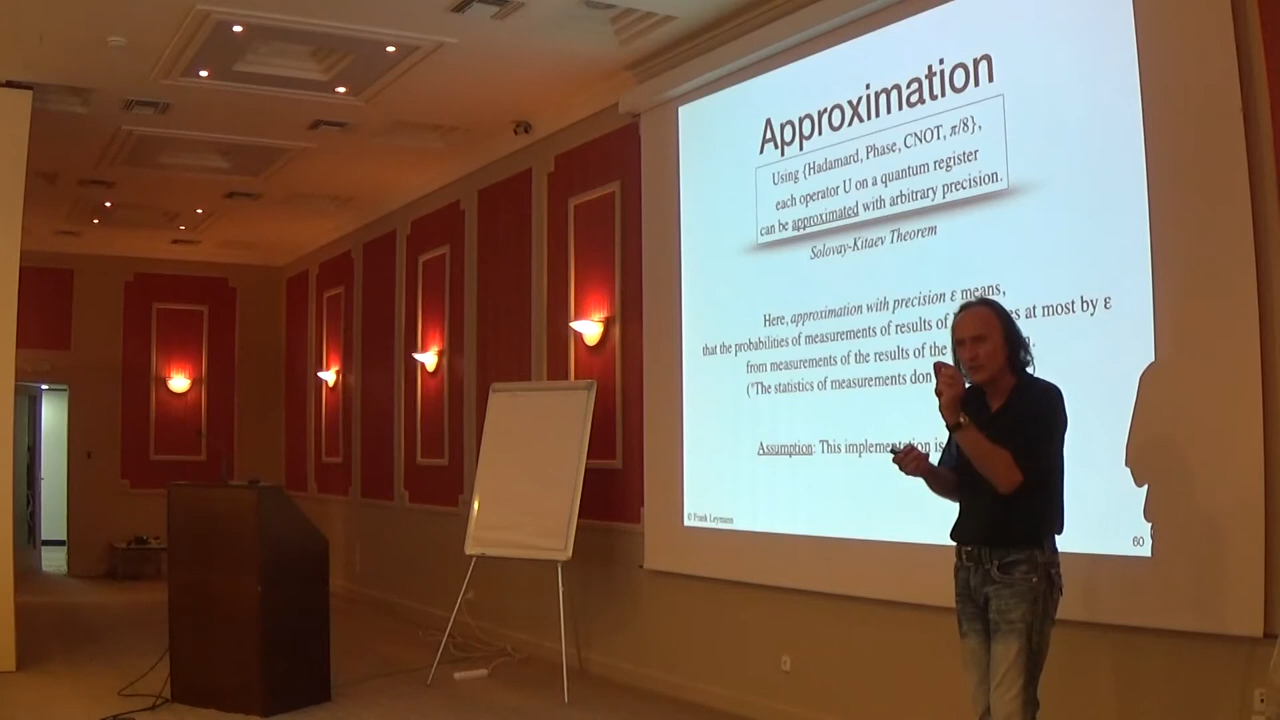 Approximation
Using {Hadamard, Phase, CNOT, π/8},
each operator U on a quantum register
can be approximated with arbitrary precision.
Solovay-Kitaev Theorem
Here, approximation with precision ε means,
that the probabilities of measurements of results of at most by ε
from measurements of the results of the
("The statistics of measurements don
Assumption: This implementation is
© Frank Leymann
60